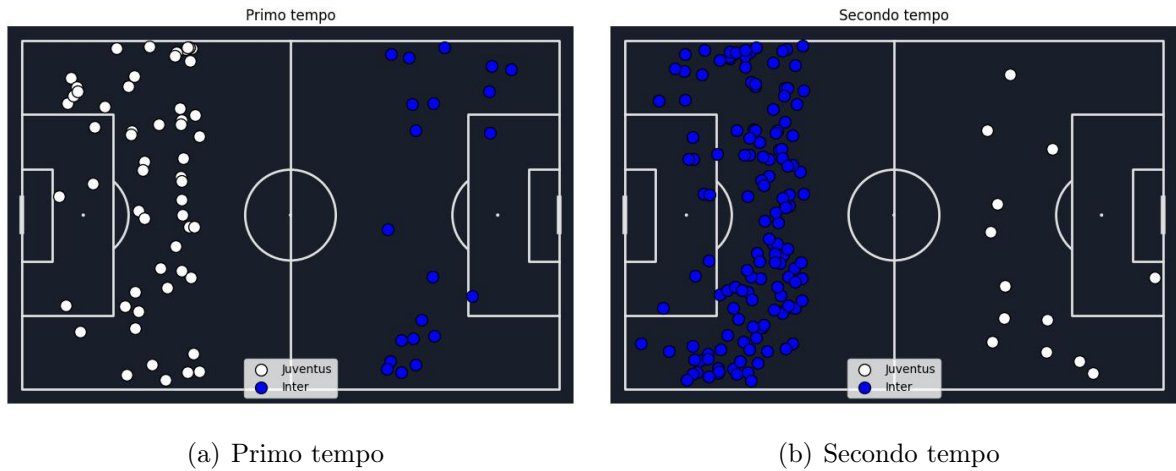 Primo tempo
Juventus
Inter
Secondo tempo
Juventus
Inter
(a) Primo tempo
(b) Secondo tempo